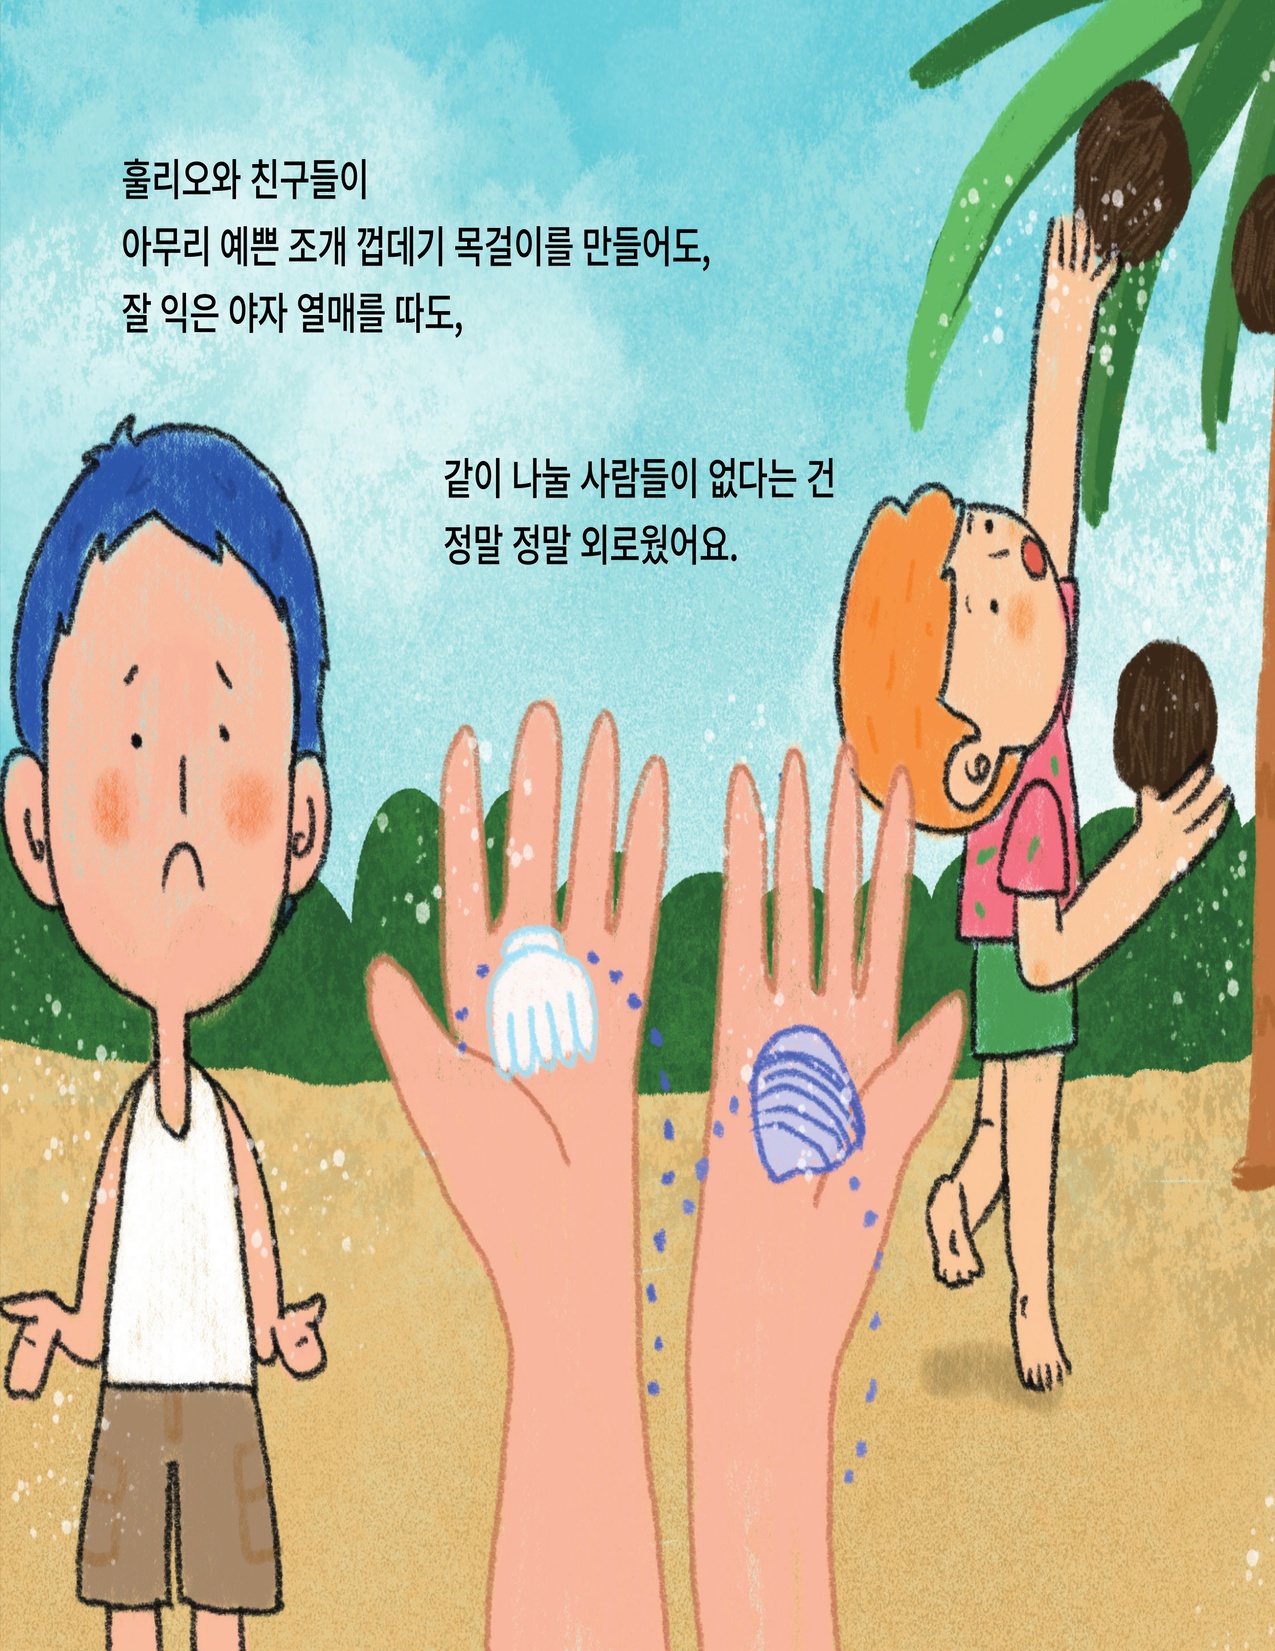 훌리오와 친구들이
아무리 예쁜 조개 껍데기 목걸이를 만들어도,
잘 익은 야자 열매를 따도,
같이 나눌 사람들이 없다는 건
정말 정말 외로웠어요.